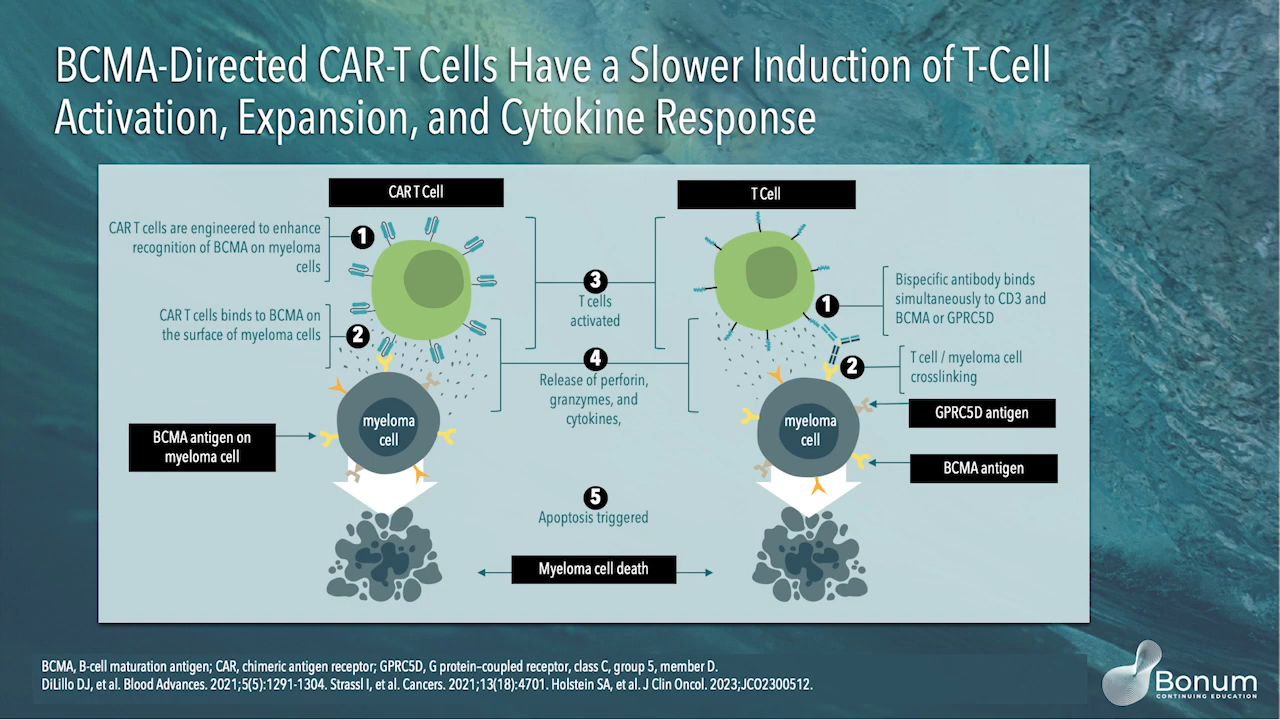 BCMA-Directed CAR-T Cells Have a Slower Induction of T-Cell
Activation, Expansion, and Cytokine Response
CAR T Cell
CAR T cells are engineered to enhance
recognition of BCMA on myeloma
cells
1
CAR T cells binds to BCMA on
the surface of myeloma cells
2
myeloma
cell
BCMA antigen on
myeloma cell
3
T cells
activated
4
Release of perforin,
granzymes, and
cytokines,
5
Apoptosis triggered
Myeloma cell death
T Cell
1
Bispecific antibody binds
simultaneously to CD3 and
BCMA or GPRC5D
2
T cell / myeloma cell
crosslinking
GPRC5D antigen
myeloma
cell
BCMA antigen
BCMA, B-cell maturation antigen; CAR, chimeric antigen receptor; GPRC5D, G protein–coupled receptor, class C, group 5, member D.
DiLillo DJ, et al. Blood Advances. 2021;5(5):1291-1304. Strassl I, et al. Cancers. 2021;13(18):4701. Holstein SA, et al. J Clin Oncol. 2023;JCO2300512.
Bonum
CONTINUING EDUCATION